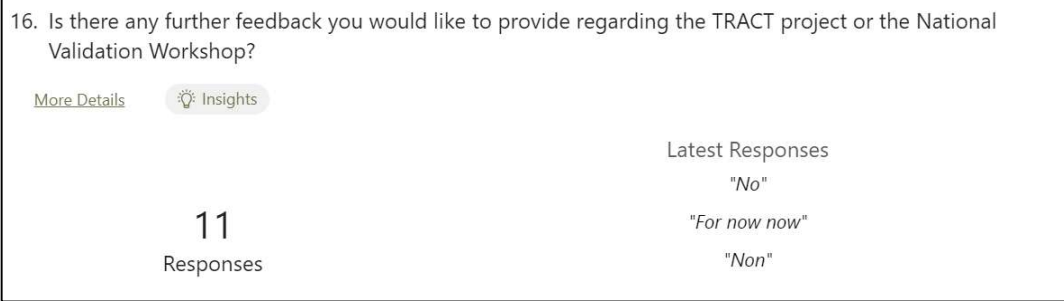 16. Is there any further feedback you would like to provide regarding the TRACT project or the National
Validation Workshop?
More Details
Insights
Latest Responses
"No"
11
"For now now"
Responses
"Non"